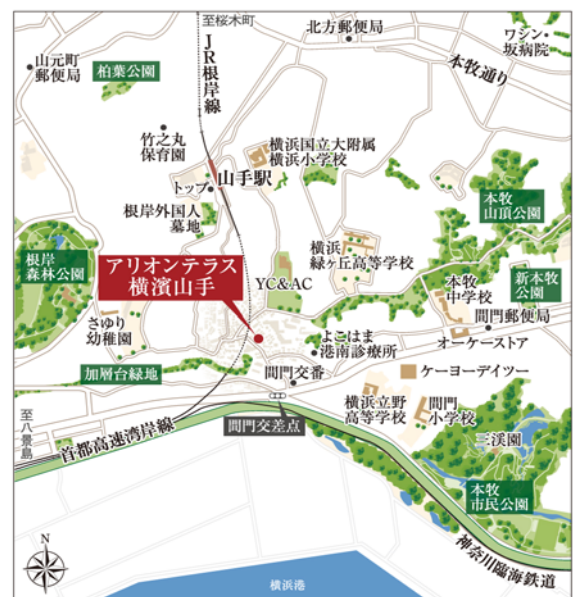 至桜木町
北方郵便局
ワシン・
坂病院
山元町
郵便局
柏葉公園
JR根岸線
本牧通り
竹之丸
保育園
横浜国立大附属
横浜小学校
山手駅
トップ
根岸外国人
墓地
本牧
山頂公園
横浜
緑ヶ丘高等学校
根岸
森林公園
アリオンテラス
横濱山手
YC&AC
本牧
中学校
新本牧
公園
さゆり
幼稚園
間門郵便局
よこはま
港南診療所
オーケーストア
加層台緑地
間門交番
ケーヨーデイツー
至八景島
首都高速湾岸線
間門交差点
横浜立野
高等学校
間門
小学校
三渓園
本牧
市民公園
神奈川臨海鉄道
N
横浜港